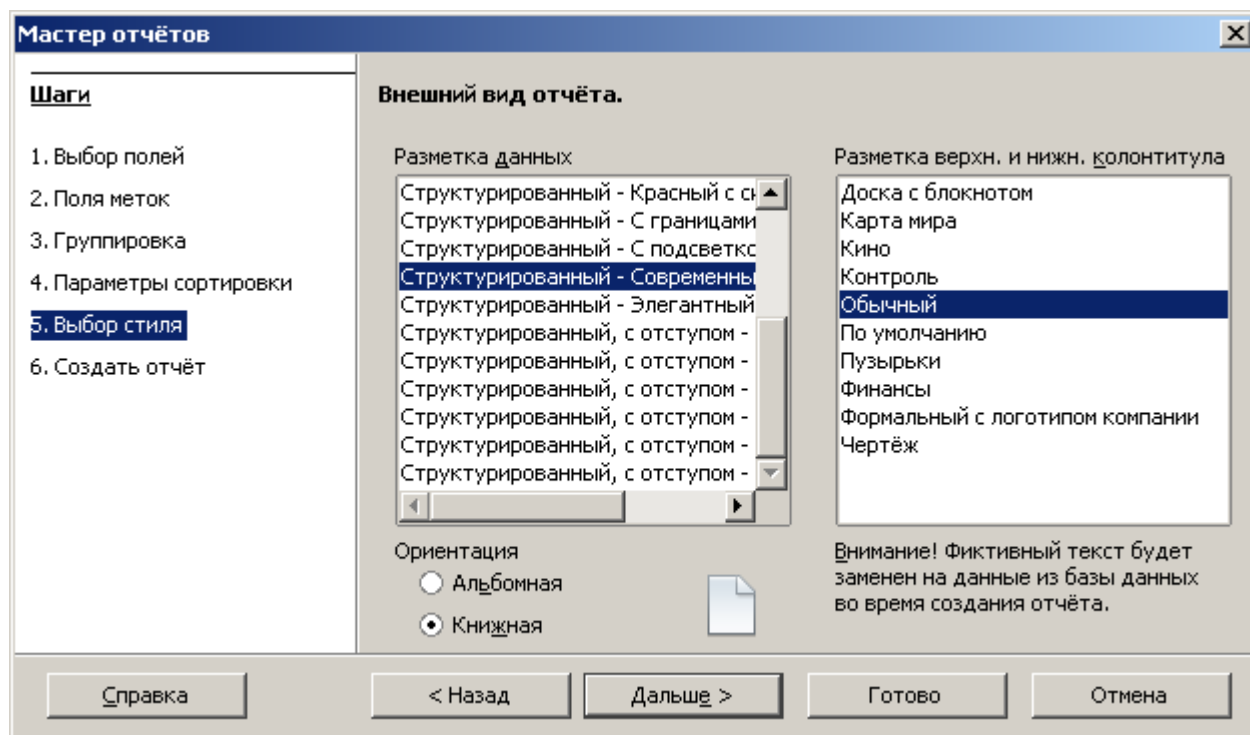 Мастер отчётов
Шаги
1. Выбор полей
2. Поля меток
3. Группировка
4. Параметры сортировки
5. Выбор стиля
6. Создать отчёт
Внешний вид отчёта.
Разметка данных
Структурированный - Красный с
Структурированный - С границами
Структурированный - С подсветко
Структурированный - Современны
Структурированный - Элегантный
Структурированный, с отступом -
Структурированный, с отступом -
Структурированный, с отступом -
Структурированный, с отступом -
Структурированный, с отступом -
Структурированный, с отступом -
Ориентация
Альбомная
Книжная
Разметка верхн. и нижн. колонтитула
Доска с блокнотом
Карта мира
Кино
Контроль
Обычный
По умолчанию
Пузырьки
Финансы
Формальный с логотипом компании
Чертёж
Внимание! Фиктивный текст будет
заменен на данные из базы данных
во время создания отчёта.
Справка
< Назад
Дальше >
Готово
Отмена